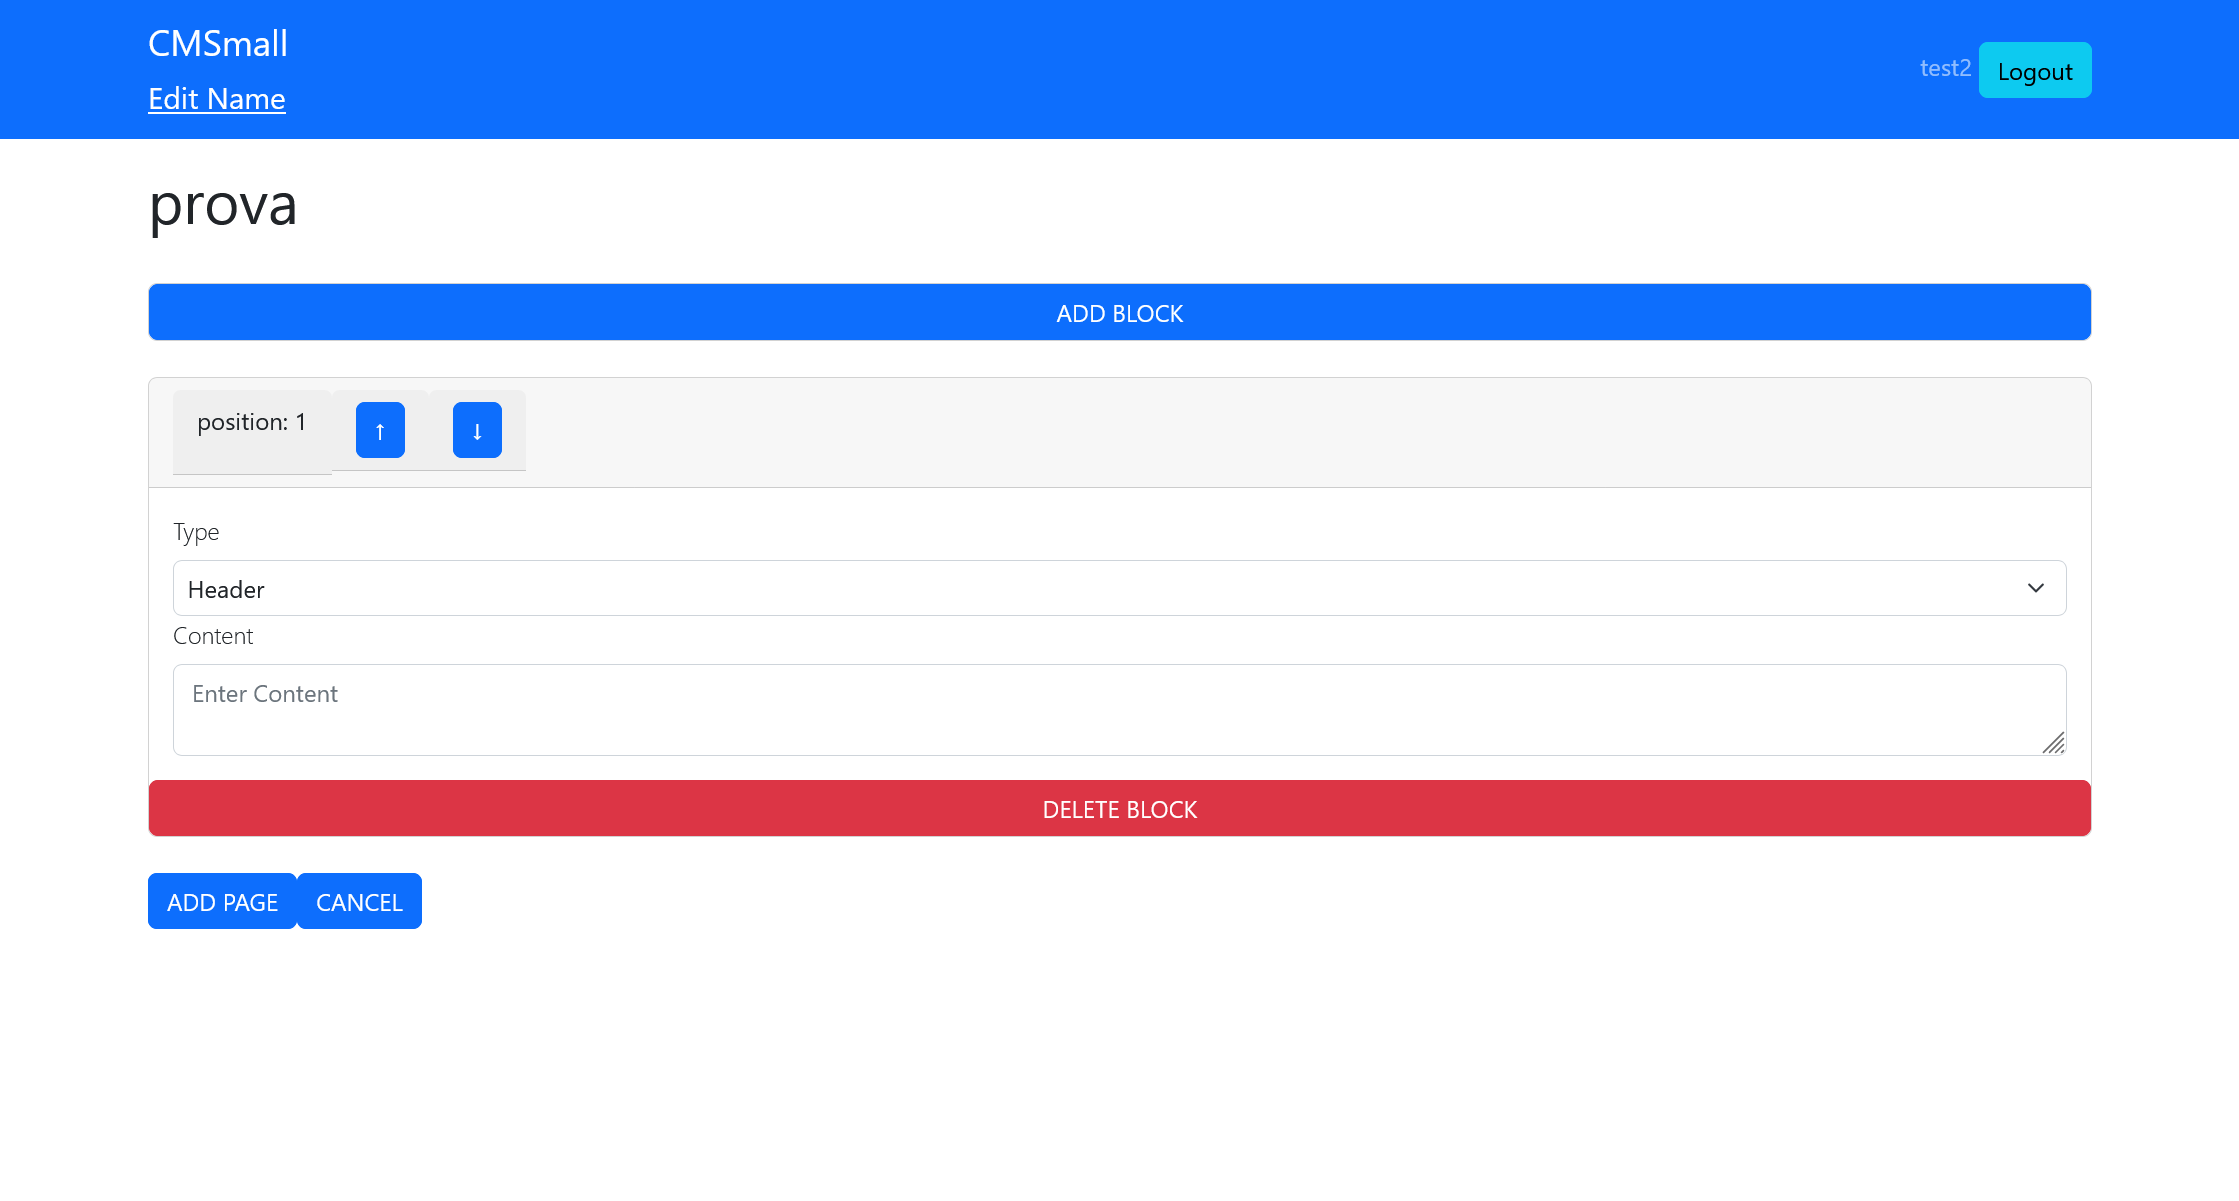 CMSmall
Edit Name
test2 Logout
prova
ADD BLOCK
position: 1 ↑ ↓
Type
Header
Content
Enter Content
DELETE BLOCK
ADD PAGE CANCEL